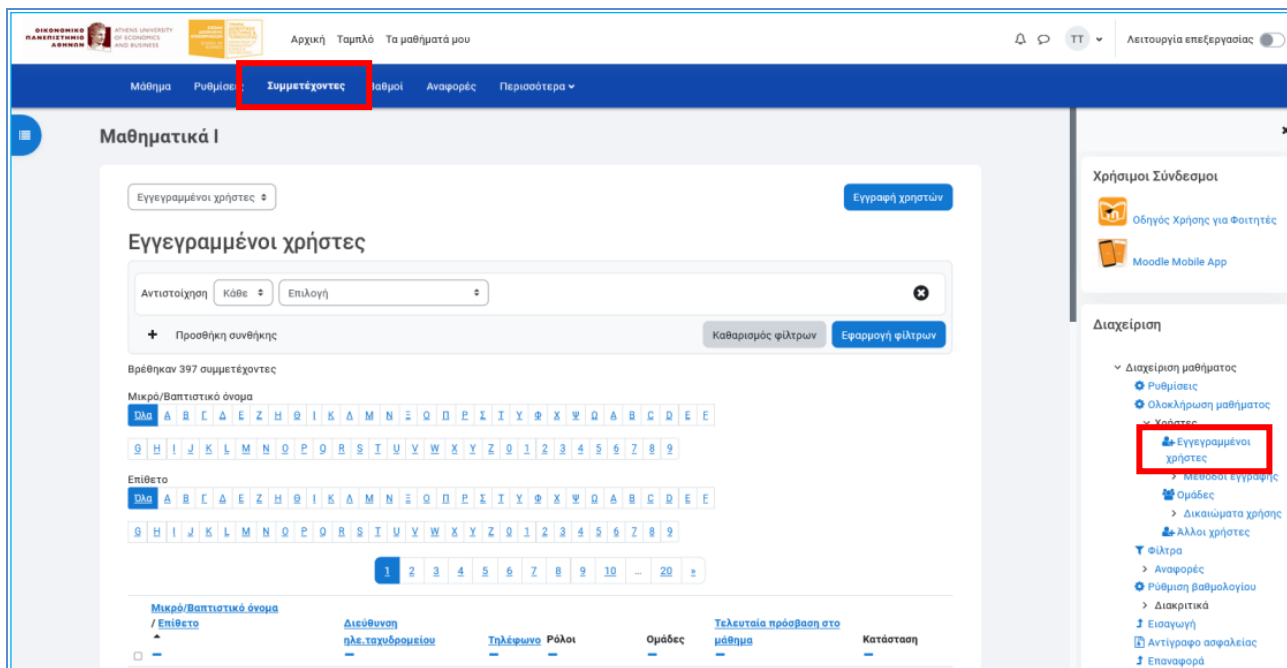 ΟΙΚΟΝΟΜΙΚΟ ΠΑΝΕΠΙΣΤΗΜΙΟ ΑΘΗΝΩΝ
ATHENS UNIVERSITY OF ECONOMICS AND BUSINESS
Αρχική Ταμπλό Τα μαθήματά μου
TT Λειτουργία επεξεργασίας
Μάθημα Συμμετέχοντες Αναφορές Περισσότερα
Μαθηματικά Ι
Εγγεγραμμένοι χρήστες Εγγραφή χρηστών
Εγγεγραμμένοι χρήστες
Αντιστοίχηση Κάθε Επιλογή
+ Προσθήκη συνθήκης Καθαρισμός φίλτρων Εφαρμογή φίλτρων
Βρέθηκαν 397 συμμετέχοντες
Μικρό/Βαπτιστικό όνομα
Όλα Α Β Γ Δ Ε Ζ Η Θ Ι Κ Λ Μ Ν Ξ Ο Π Ρ Σ Τ Υ Φ Χ Ψ Ω A B C D E F
G H I J K L M N O P Q R S T U V W X Y Z 0 1 2 3 4 5 6 7 8 9
Επίθετο
Όλα Α Β Γ Δ Ε Ζ Η Θ Ι Κ Λ Μ Ν Ξ Ο Π Ρ Σ Τ Υ Φ Χ Ψ Ω A B C D E F
G H I J K L M N O P Q R S T U V W X Y Z 0 1 2 3 4 5 6 7 8 9
1 2 3 4 5 6 7 8 9 10 … 20 »
Μικρό/Βαπτιστικό όνομα
/ Επίθετο Διεύθυνση Τελευταία πρόσβαση στο
ηλε.ταχυδρομείου Τηλέφωνο Ρόλοι Ομάδες μάθημα Κατάσταση
Χρήσιμοι Σύνδεσμοι
Οδηγός Χρήσης για Φοιτητές
Moodle Mobile App
Διαχείριση
Διαχείριση μαθήματος
Ρυθμίσεις
Ολοκλήρωση μαθήματος
Χρήστες
Εγγεγραμμένοι
χρήστες
Μέθοδοι εγγραφής
Ομάδες
Δικαιώματα χρήσης
Άλλοι χρήστες
Φίλτρα
Αναφορές
Ρύθμιση βαθμολογίου
Διακριτικά
Εισαγωγή
Αντίγραφο ασφαλείας
Επαναφορά